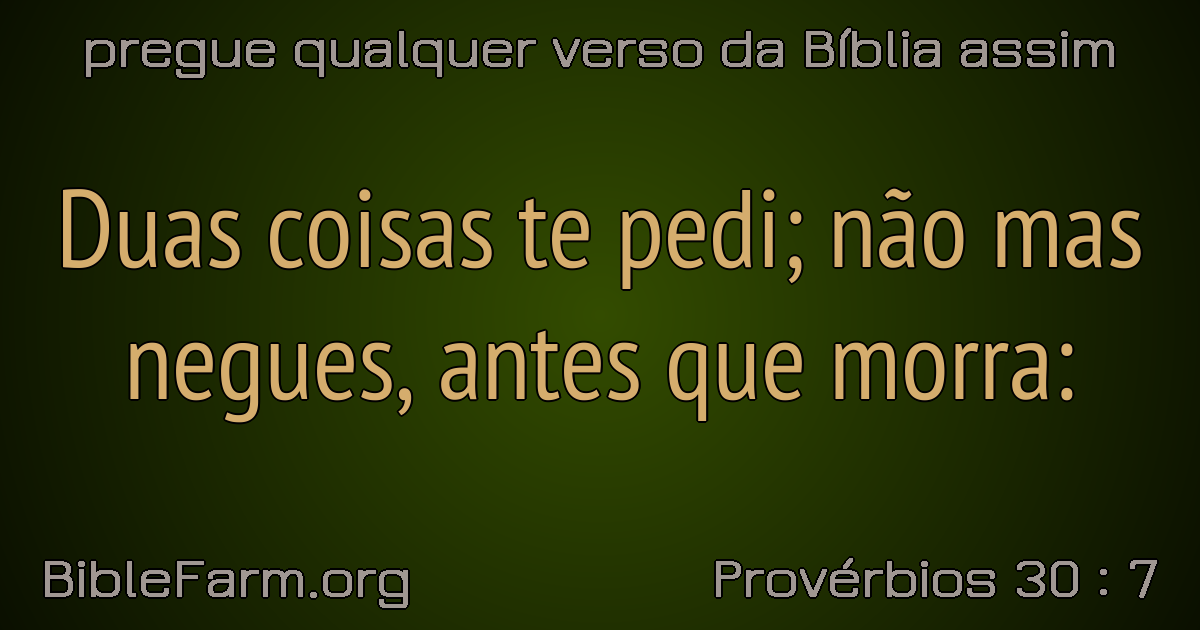 pregue qualquer verso da Bíblia assim
Duas coisas te pedi; não mas
negues, antes que morra:
BibleFarm.org
Provérbios 30 : 7